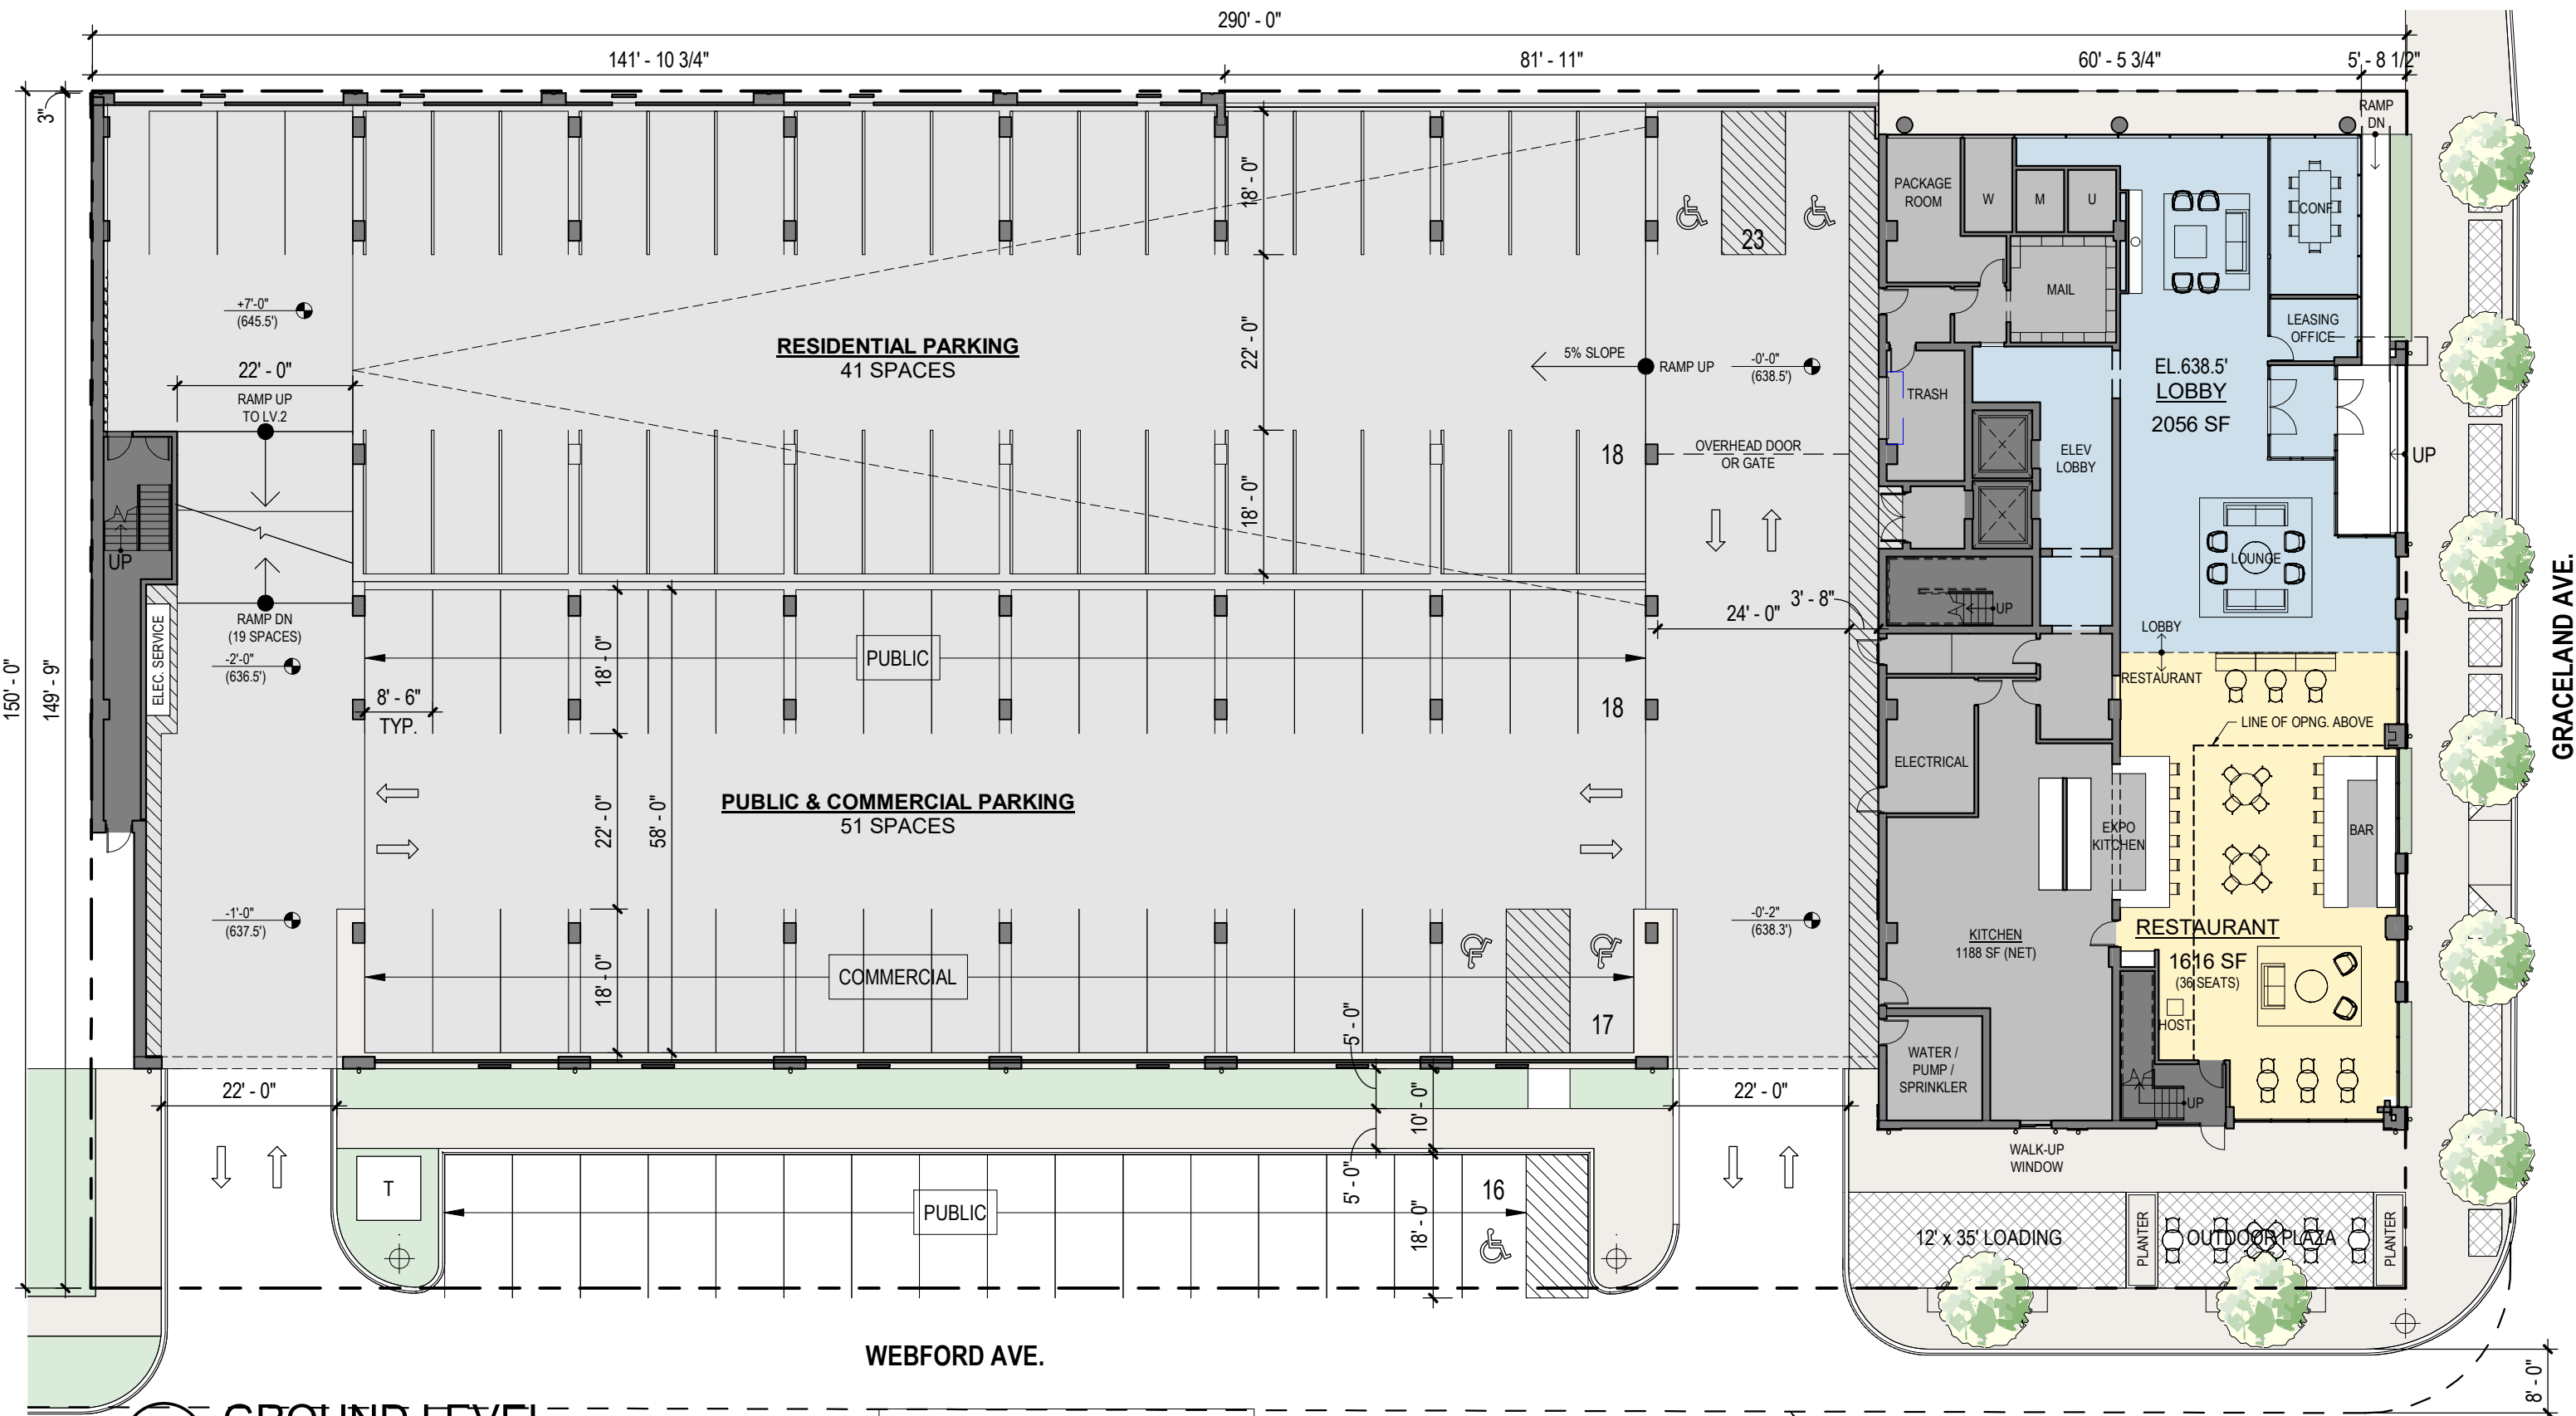 290' - 0"
141' - 10 3/4"
81' - 11"
60' - 5 3/4"
5' - 8 1/2"
3"
150' - 0"
149' - 9"
RAMP
DN
18' - 0"
PACKAGE
ROOM
W
M
U
CONF
23
MAIL
+7'-0"
(645.5')
RESIDENTIAL PARKING
41 SPACES
22' - 0"
5% SLOPE
RAMP UP
-0'-0"
(638.5')
LEASING
OFFICE
22' - 0"
RAMP UP
TO LV.2
TRASH
EL.638.5'
LOBBY
2056 SF
18
OVERHEAD DOOR
OR GATE
ELEV
LOBBY
UP
18' - 0"
UP
LOUNGE
GRACELAND AVE.
UP
ELEC. SERVICE
RAMP DN
(19 SPACES)
-2'-0"
(636.5')
18' - 0"
PUBLIC
24' - 0"
3' - 8"
LOBBY
RESTAURANT
8' - 6"
TYP.
18
LINE OF OPNG. ABOVE
ELECTRICAL
22' - 0"
58' - 0"
PUBLIC & COMMERCIAL PARKING
51 SPACES
EXPO
KITCHEN
BAR
-1'-0"
(637.5')
-0'-2"
(638.3')
KITCHEN
1188 SF (NET)
RESTAURANT
1616 SF
(36 SEATS)
18' - 0"
COMMERCIAL
17
HOST
5' - 0"
WATER /
PUMP /
SPRINKLER
22' - 0"
10' - 0"
22' - 0"
UP
WALK-UP
WINDOW
T
5' - 0"
16
PUBLIC
18' - 0"
12' x 35' LOADING
PLANTER
OUTDOOR PLAZA
PLANTER
WEBFORD AVE.
8' - 0"
GROUND LEVEL